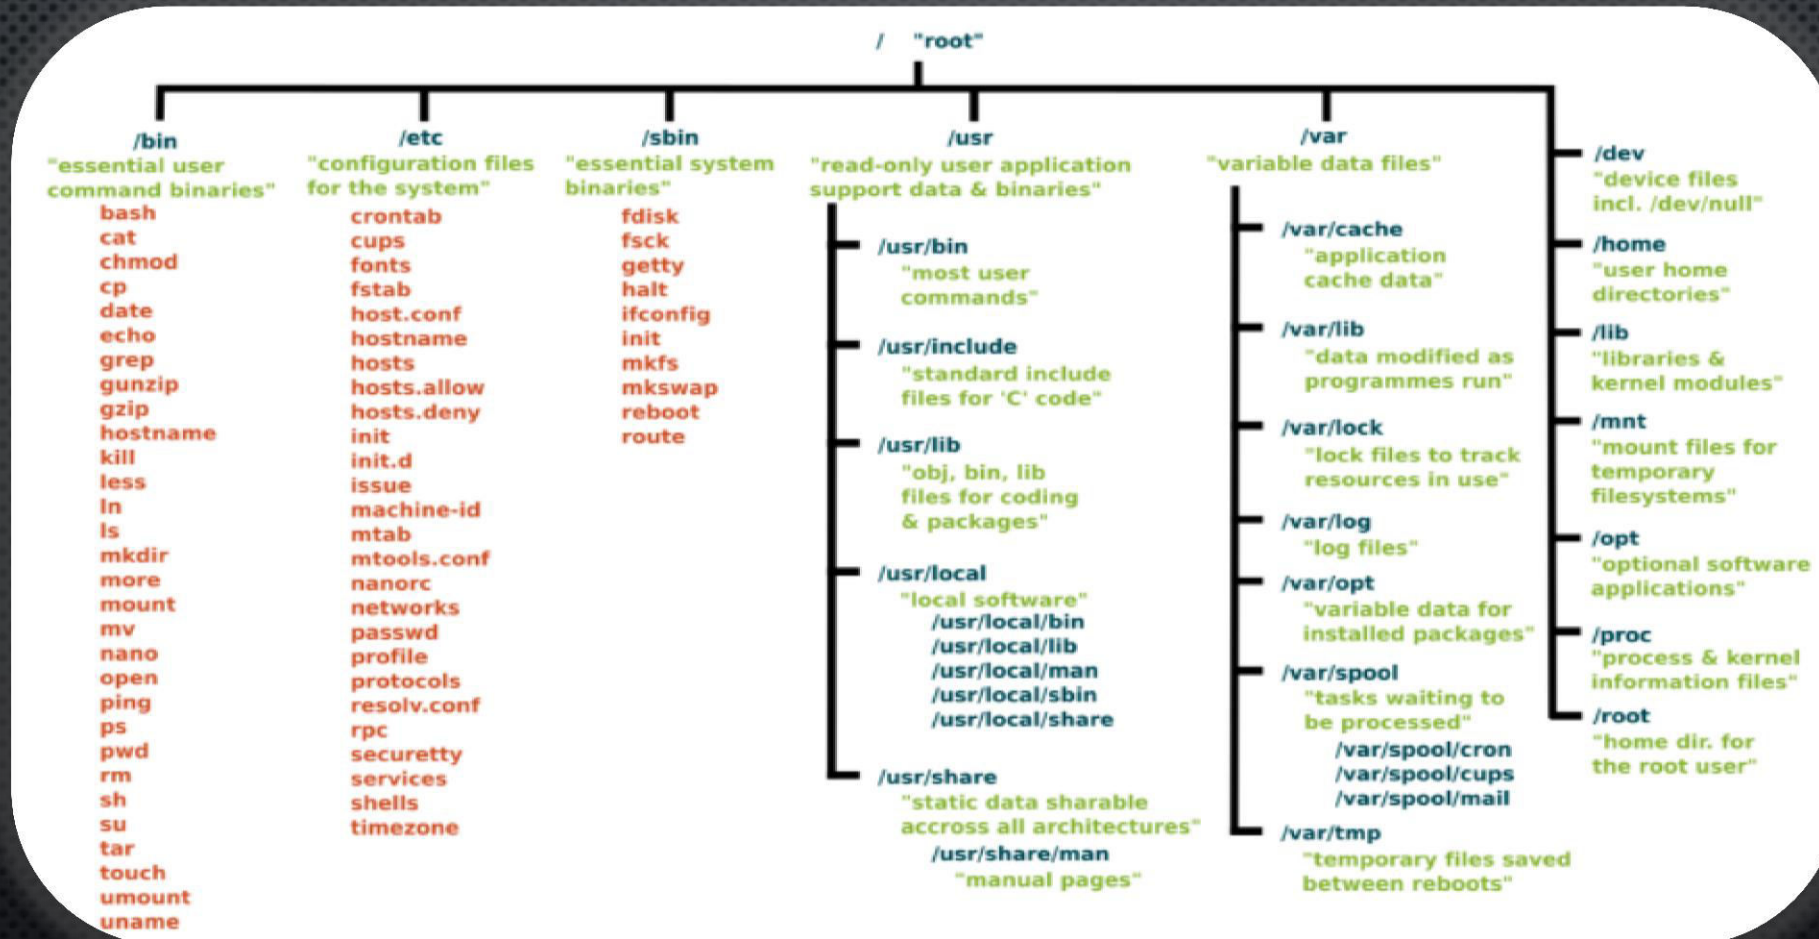 / "root"
/bin
"essential user
command binaries"
bash
cat
chmod
cp
date
echo
grep
gunzip
gzip
hostname
kill
less
ln
ls
mkdir
more
mount
mv
nano
open
ping
ps
pwd
rm
sh
su
tar
touch
umount
uname
/etc
"configuration files
for the system"
crontab
cups
fonts
fstab
host.conf
hostname
hosts
hosts.allow
hosts.deny
init
init.d
issue
machine-id
mtab
mtools.conf
nanorc
networks
passwd
profile
protocols
resolv.conf
rpc
securetty
services
shells
timezone
/sbin
"essential system
binaries"
fdisk
fsck
getty
halt
ifconfig
init
mkfs
mkswap
reboot
route
/usr
"read-only user application
support data & binaries"
/usr/bin
"most user
commands"
/usr/include
"standard include
files for 'C' code"
/usr/lib
"obj, bin, lib
files for coding
& packages"
/usr/local
"local software"
/usr/local/bin
/usr/local/lib
/usr/local/man
/usr/local/sbin
/usr/local/share
/usr/share
"static data sharable
accross all architectures"
/usr/share/man
"manual pages"
/var
"variable data files"
/var/cache
"application
cache data"
/var/lib
"data modified as
programmes run"
/var/lock
"lock files to track
resources in use"
/var/log
"log files"
/var/opt
"variable data for
installed packages"
/var/spool
"tasks waiting to
be processed"
/var/spool/cron
/var/spool/cups
/var/spool/mail
/var/tmp
"temporary files saved
between reboots"
/dev
"device files
incl. /dev/null"
/home
"user home
directories"
/lib
"libraries &
kernel modules"
/mnt
"mount files for
temporary
filesystems"
/opt
"optional software
applications"
/proc
"process & kernel
information files"
/root
"home dir. for
the root user"